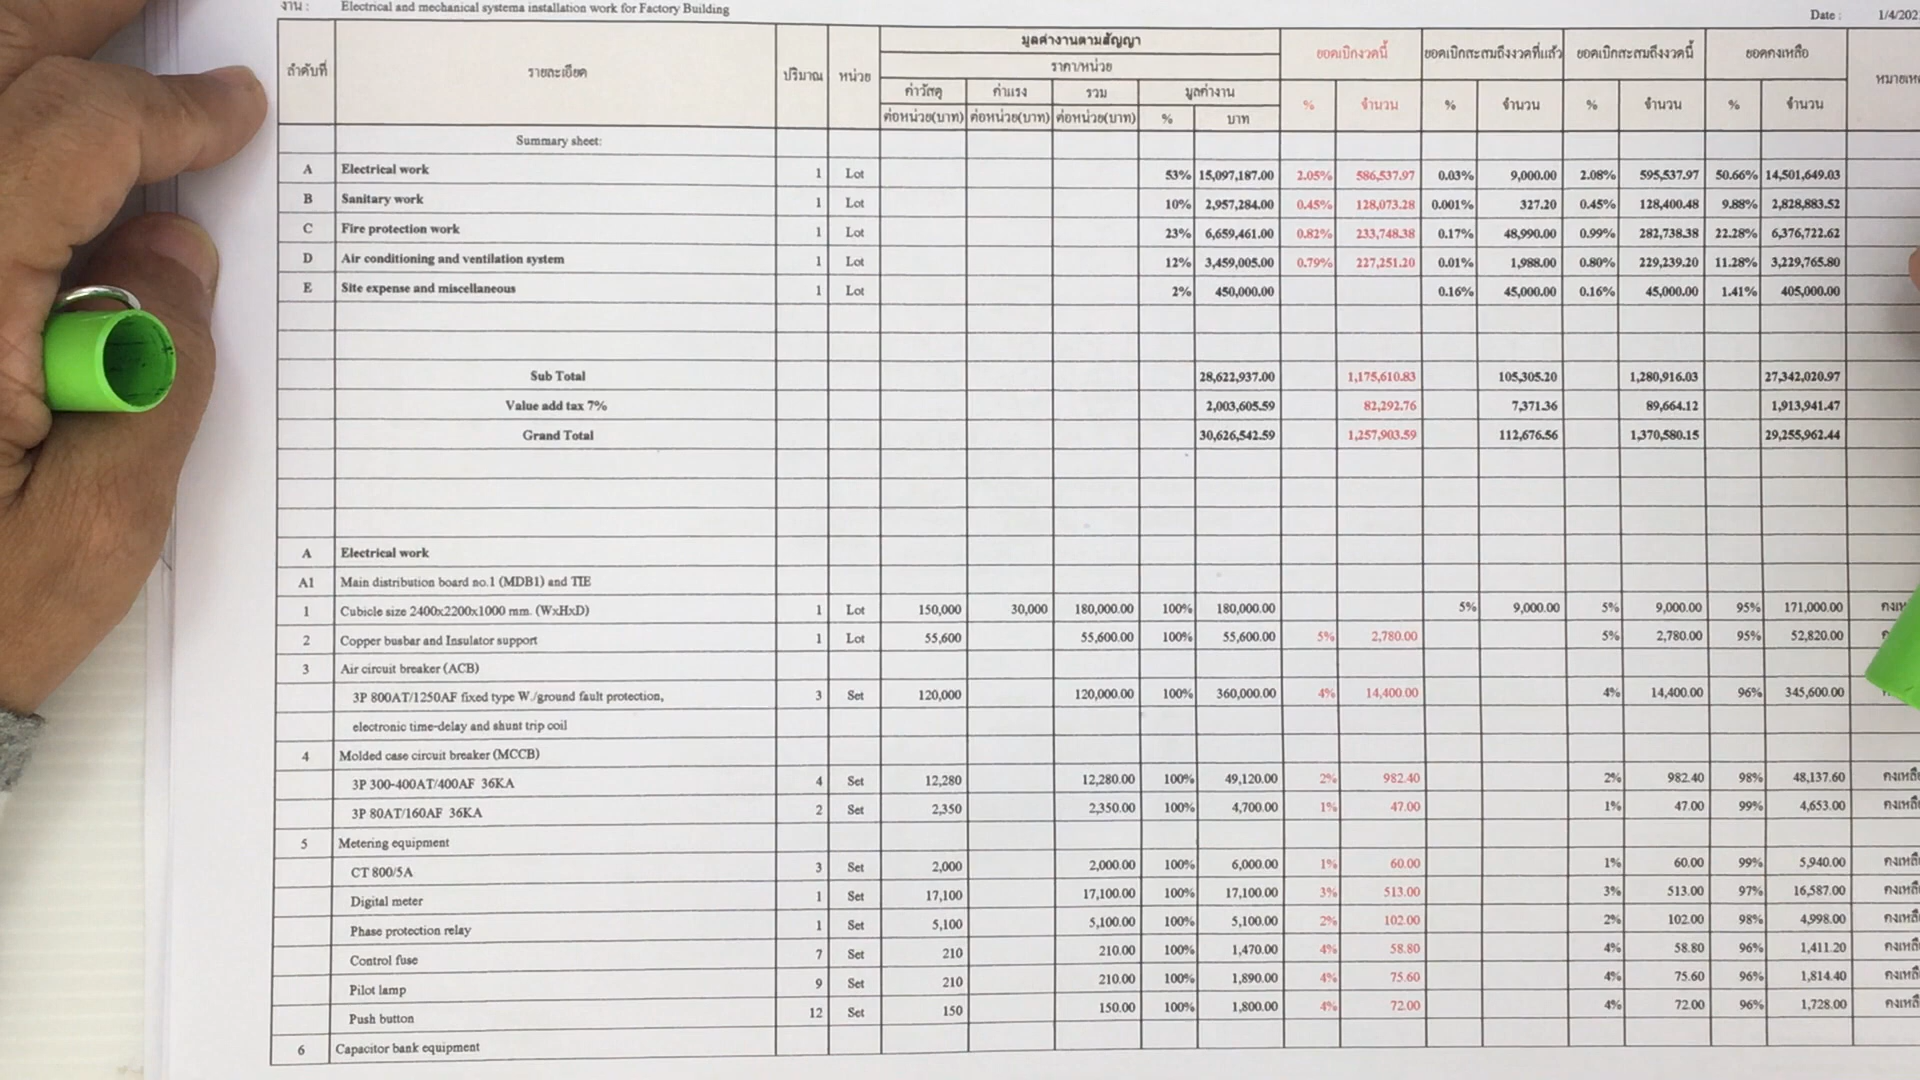 งาน : Electrical and mechanical systema installation work for Factory Building
Date : 1/4/202
ลำดับที่ รายละเอียด ปริมาณ หน่วย มูลค่างานตามสัญญา ยอดเบิกงวดนี้ ยอดเบิกสะสมถึงงวดที่แล้ว ยอดเบิกสะสมถึงงวดนี้ ยอดคงเหลือ
ราคา/หน่วย
ค่าวัสดุ ค่าแรง รวม มูลค่างาน % จำนวน % จำนวน % จำนวน % จำนวน
ต่อหน่วย(บาท) ต่อหน่วย(บาท) ต่อหน่วย(บาท) % บาท
Summary sheet:
A Electrical work 1 Lot 53% 15,097,187.00 2.05% 586,537.97 0.03% 9,000.00 2.08% 595,537.97 50.66% 14,501,649.03
B Sanitary work 1 Lot 10% 2,957,284.00 0.45% 128,073.28 0.001% 327.20 0.45% 128,400.48 9.88% 2,828,883.52
C Fire protection work 1 Lot 23% 6,659,461.00 0.82% 233,748.38 0.17% 48,990.00 0.99% 282,738.38 22.28% 6,376,722.62
D Air conditioning and ventilation system 1 Lot 12% 3,459,005.00 0.79% 227,251.20 0.01% 1,988.00 0.80% 229,239.20 11.28% 3,229,765.80
E Site expense and miscellaneous 1 Lot 2% 450,000.00 0.16% 45,000.00 0.16% 45,000.00 1.41% 405,000.00
Sub Total 28,622,937.00 1,175,610.83 105,305.20 1,280,916.03 27,342,020.97
Value add tax 7% 2,003,605.59 82,292.76 7,371.36 89,664.12 1,913,941.47
Grand Total 30,626,542.59 1,257,903.59 112,676.56 1,370,580.15 29,255,962.44
A Electrical work
A1 Main distribution board no.1 (MDB1) and TIE
1 Cubicle size 2400x2200x1000 mm. (WxHxD) 1 Lot 150,000 30,000 180,000.00 100% 180,000.00 5% 9,000.00 5% 9,000.00 95% 171,000.00
2 Copper busbar and Insulator support 1 Lot 55,600 55,600.00 100% 55,600.00 5% 2,780.00 5% 2,780.00 95% 52,820.00
3 Air circuit breaker (ACB)
3P 800AT/1250AF fixed type W./ground fault protection, 3 Set 120,000 120,000.00 100% 360,000.00 4% 14,400.00 4% 14,400.00 96% 345,600.00
electronic time-delay and shunt trip coil
4 Molded case circuit breaker (MCCB)
3P 300-400AT/400AF 36KA 4 Set 12,280 12,280.00 100% 49,120.00 2% 982.40 2% 982.40 98% 48,137.60
3P 80AT/160AF 36KA 2 Set 2,350 2,350.00 100% 4,700.00 1% 47.00 1% 47.00 99% 4,653.00
5 Metering equipment
CT 800/5A 3 Set 2,000 2,000.00 100% 6,000.00 1% 60.00 1% 60.00 99% 5,940.00
Digital meter 1 Set 17,100 17,100.00 100% 17,100.00 3% 513.00 3% 513.00 97% 16,587.00
Phase protection relay 1 Set 5,100 5,100.00 100% 5,100.00 2% 102.00 2% 102.00 98% 4,998.00
Control fuse 7 Set 210 210.00 100% 1,470.00 4% 58.80 4% 58.80 96% 1,411.20
Pilot lamp 9 Set 210 210.00 100% 1,890.00 4% 75.60 4% 75.60 96% 1,814.40
Push button 12 Set 150 150.00 100% 1,800.00 4% 72.00 4% 72.00 96% 1,728.00
6 Capacitor bank equipment